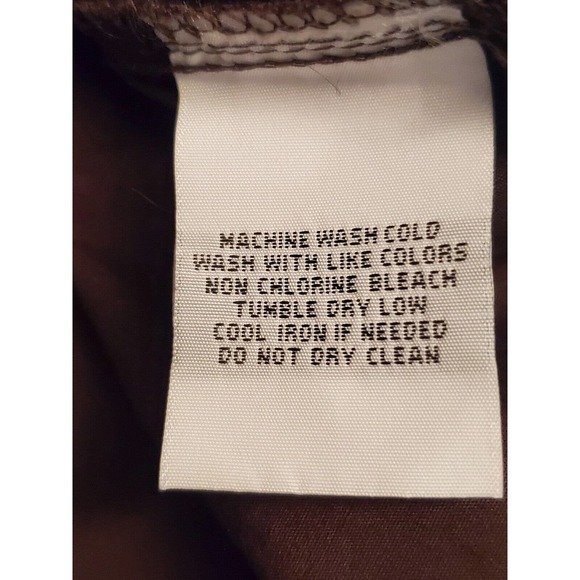 MACHINE WASH COLD
WASH WITH LIKE COLORS
NON CHLORINE BLEACH
TUMBLE DRY LOW
COOL IRON IF NEEDED
DO NOT DRY CLEAN